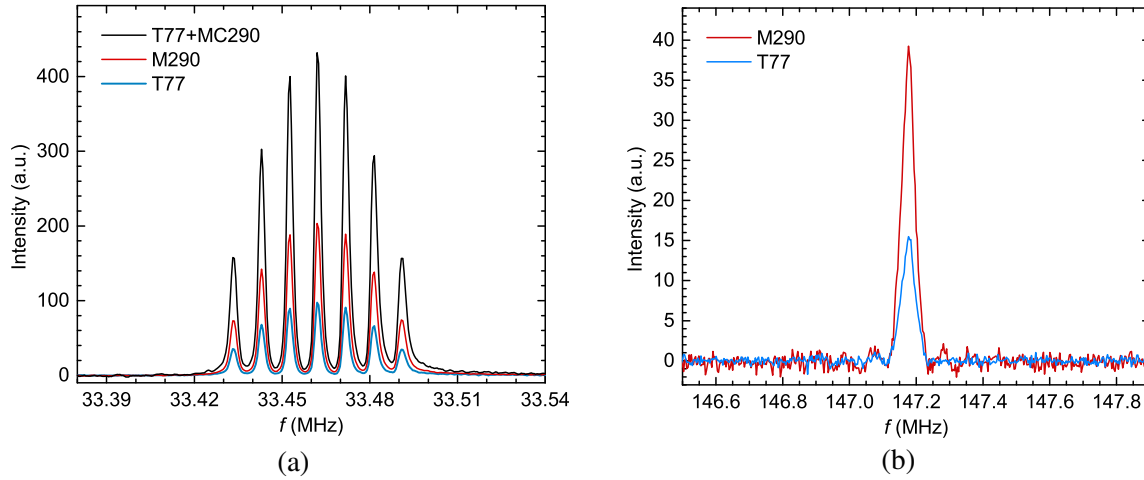 T77+MC290
M290
T77
400
300
200
100
0
Intensity (a.u.)
33.39 33.42 33.45 33.48 33.51 33.54
f (MHz)
(a)
M290
T77
40
35
30
25
20
15
10
5
0
Intensity (a.u.)
146.6 146.8 147.0 147.2 147.4 147.6 147.8
f (MHz)
(b)